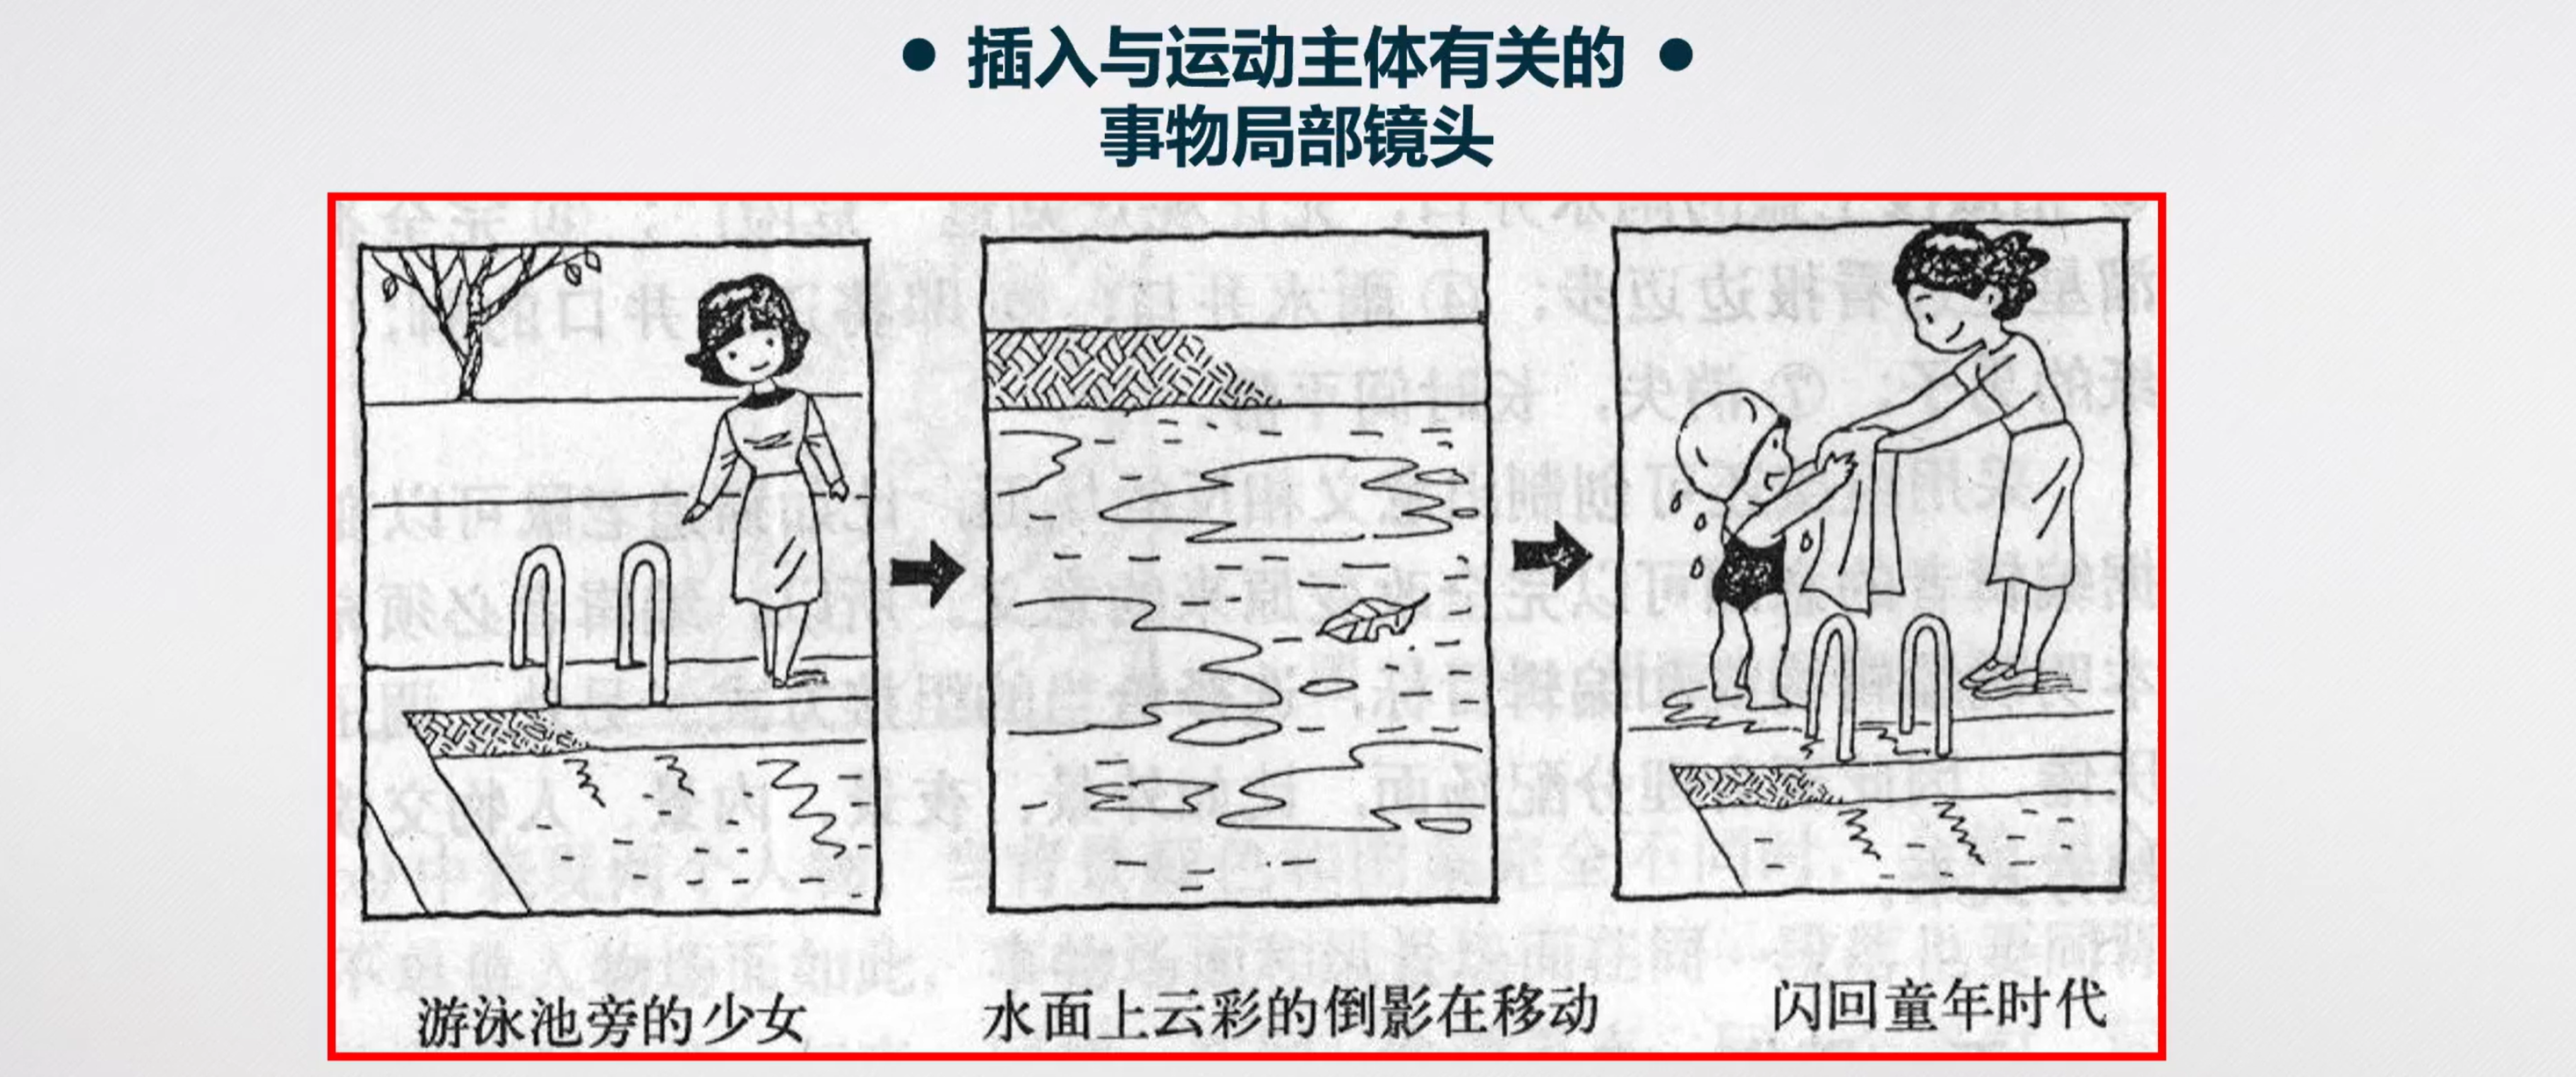 • 插入与运动主体有关的 •
事物局部镜头
游泳池旁的少女
水面上云彩的倒影在移动
闪回童年时代